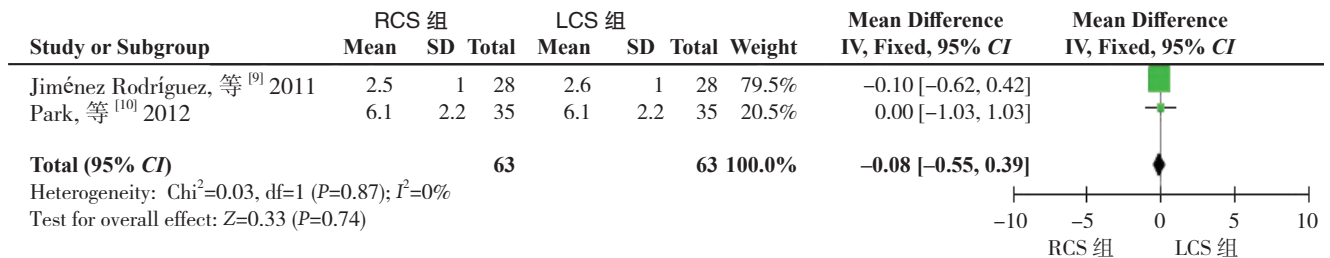 RCS 组 LCS 组 Mean Difference Mean Difference
Study or Subgroup Mean SD Total Mean SD Total Weight IV, Fixed, 95% CI IV, Fixed, 95% CI
Jiménez Rodríguez, 等 [9] 2011 2.5 1 28 2.6 1 28 79.5% −0.10 [−0.62, 0.42]
Park, 等 [10] 2012 6.1 2.2 35 6.1 2.2 35 20.5% 0.00 [−1.03, 1.03]
Total (95% CI) 63 63 100.0% −0.08 [−0.55, 0.39]
Heterogeneity: Chi²=0.03, df=1 (P=0.87); I²=0%
Test for overall effect: Z=0.33 (P=0.74)
−10 −5 0 5 10
RCS 组 LCS 组